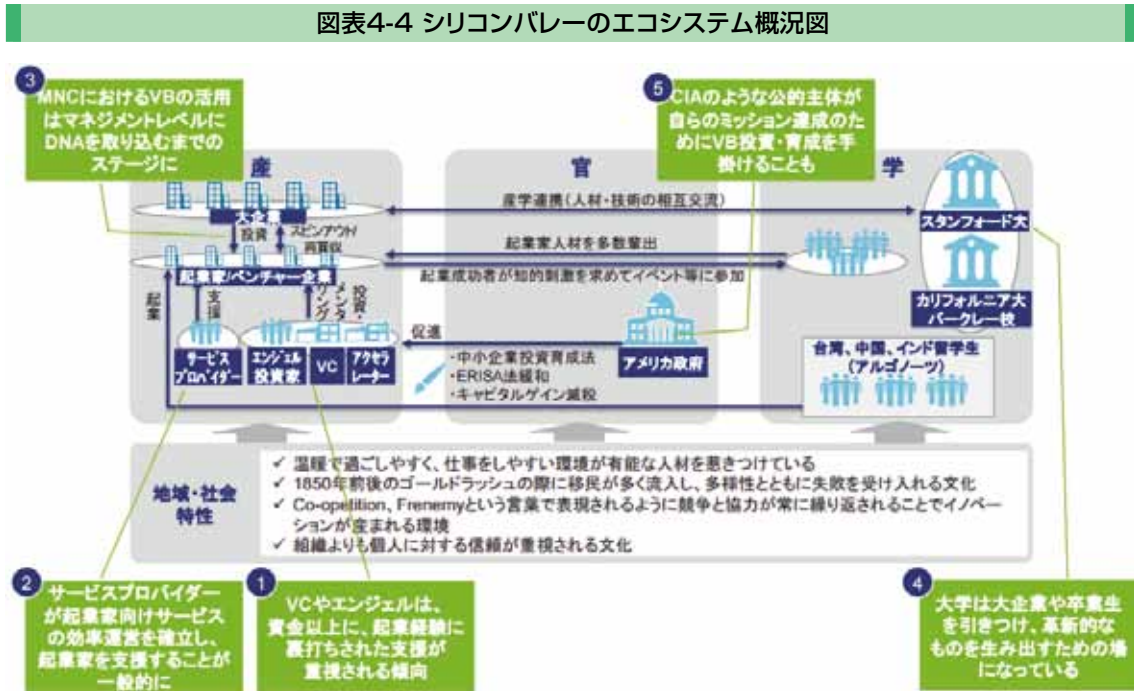 図表4-4 シリコンバレーのエコシステム概況図
3
MNCにおけるVBの活用
はマネジメントレベルに
DNAを取り込むまでの
ステージに
5
CIAのような公的主体が
自らのミッション達成のた
めにVB投資・育成を手
掛けることも
産
官
学
大企業
投資
スピンアウト/
再買収
起業家/ベンチャー企業
起業
支援
投資・
メンタ
リング
サービス
プロバイダー
エンジェル
投資家
VC
アクセラ
レーター
産学連携(人材・技術の相互交流)
起業家人材を多数輩出
起業成功者が知的刺激を求めてイベント等に参加
促進
・中小企業投資育成法
・ERISA法緩和
・キャピタルゲイン減税
アメリカ政府
スタンフォード大
カリフォルニア大
バークレー校
台湾、中国、インド留学生
(アルゴノーツ)
地域・社会
特性
✓ 温暖で過ごしやすく、仕事をしやすい環境が有能な人材を惹きつけている
✓ 1850年前後のゴールドラッシュの際に移民が多く流入し、多様性とともに失敗を受け入れる文化
✓ Co-opetition、Frenemyという言葉で表現されるように競争と協力が常に繰り返されることでイノベー
ションが産まれる環境
✓ 組織よりも個人に対する信頼が重視される文化
2
サービスプロバイダー
が起業家向けサービス
の効率運営を確立し、
起業家を支援することが
一般的に
1
VCやエンジェルは、
資金以上に、起業経験に
裏打ちされた支援が
重視される傾向
4
大学は大企業や卒業生
を引きつけ、革新的な
ものを生み出すための場
になっている